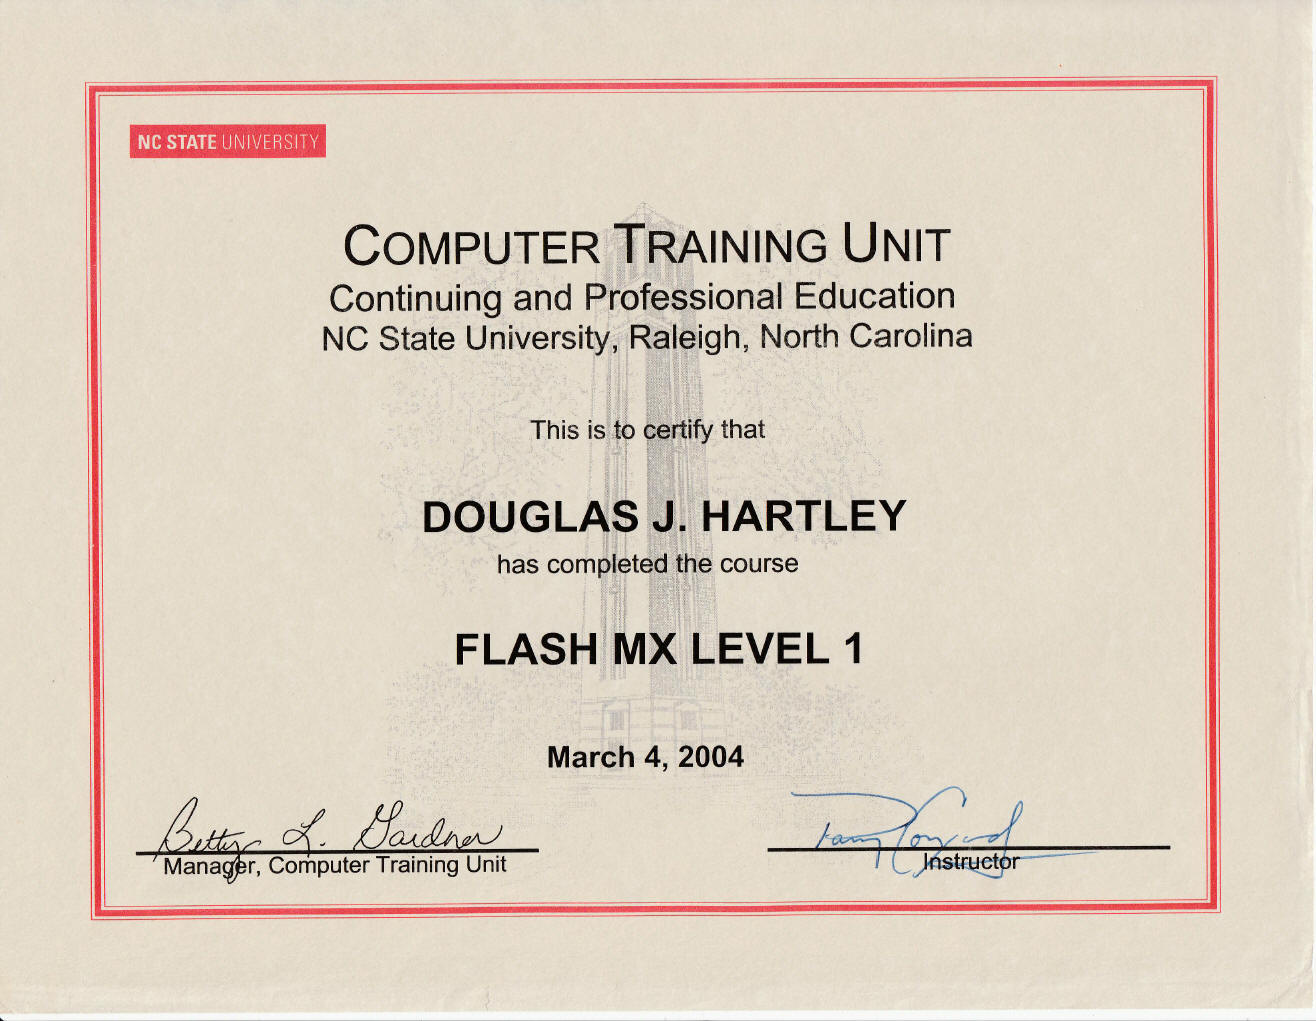 NC STATE UNIVERSITY
COMPUTER TRAINING UNIT
Continuing and Professional Education
NC State University, Raleigh, North Carolina
This is to certify that
DOUGLAS J. HARTLEY
has completed the course
FLASH MX LEVEL 1
March 4, 2004
Betty L. Gardner
Manager, Computer Training Unit
Instructor